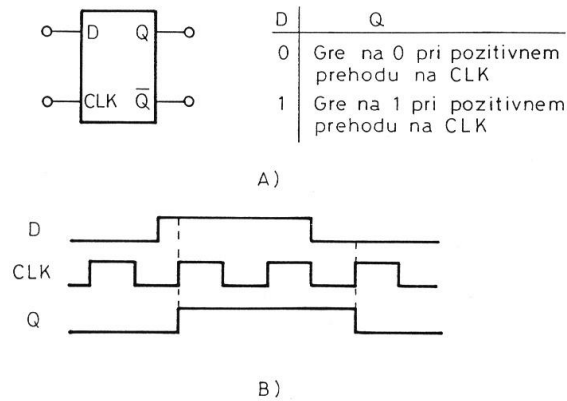 D Q
CLK Q̅
D Q
0 Gre na 0 pri pozitivnem
prehodu na CLK
1 Gre na 1 pri pozitivnem
prehodu na CLK
A)
D
CLK
Q
B)